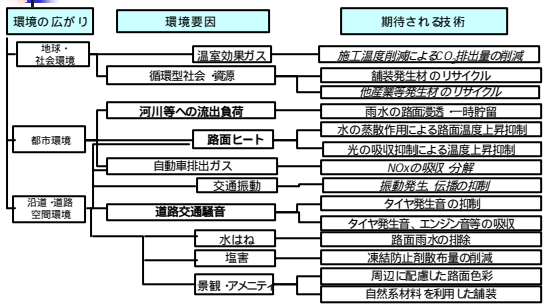 環境の広がり
環境要因
期待される技術
地球・
社会環境
温室効果ガス
施工温度削減によるCO2排出量の削減
循環型社会・資源
舗装発生材のリサイクル
他産業等発生材のリサイクル
河川等への流出負荷
雨水の路面浸透・一時貯留
都市環境
路面ヒート
水の蒸散作用による路面温度上昇抑制
光の吸収抑制による温度上昇抑制
自動車排出ガス
NOxの吸収・分解
交通振動
振動発生、伝播の抑制
沿道・道路
空間環境
道路交通騒音
タイヤ発生音の抑制
タイヤ発生音、エンジン音等の吸収
水はね
路面雨水の排除
塩害
凍結防止剤散布量の削減
景観・アメニティ
周辺に配慮した路面色彩
自然系材料を利用した舗装